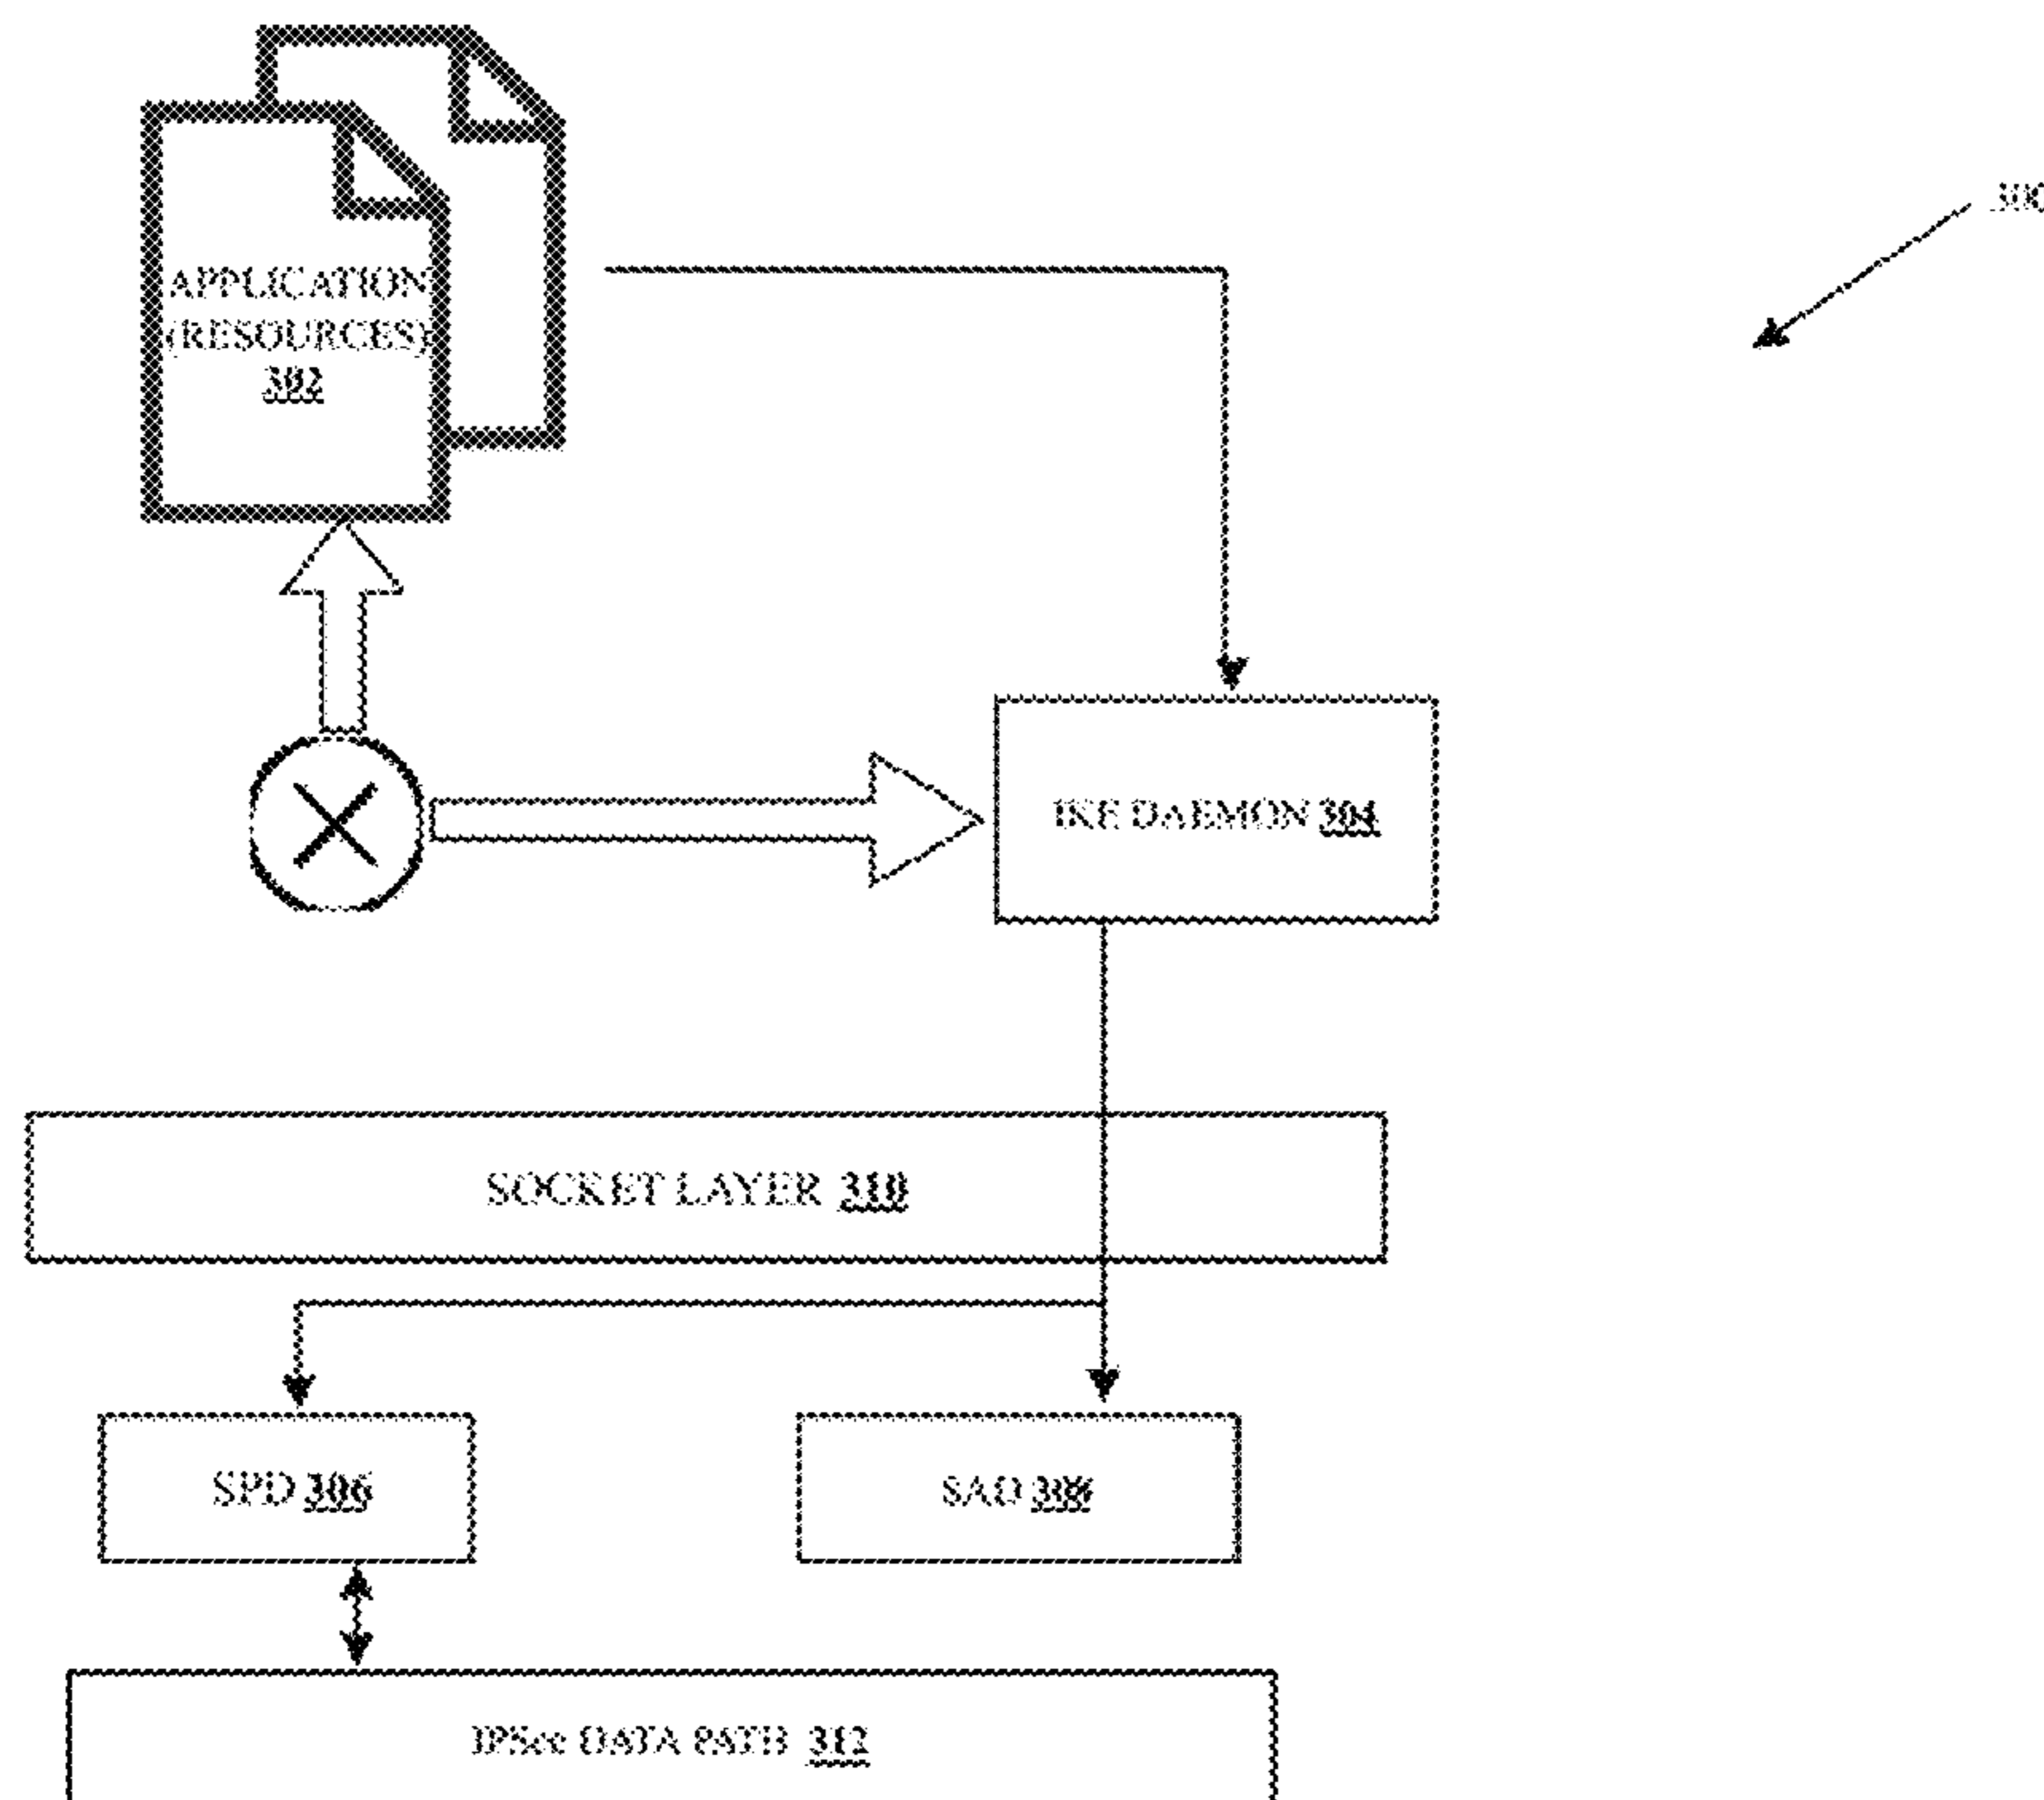 APPLICATION
(RESOURCES)
302
IKE DAEMON 304
SOCKET LAYER 310
SPD 306
SAD 308
IPSec DATA PATH 312